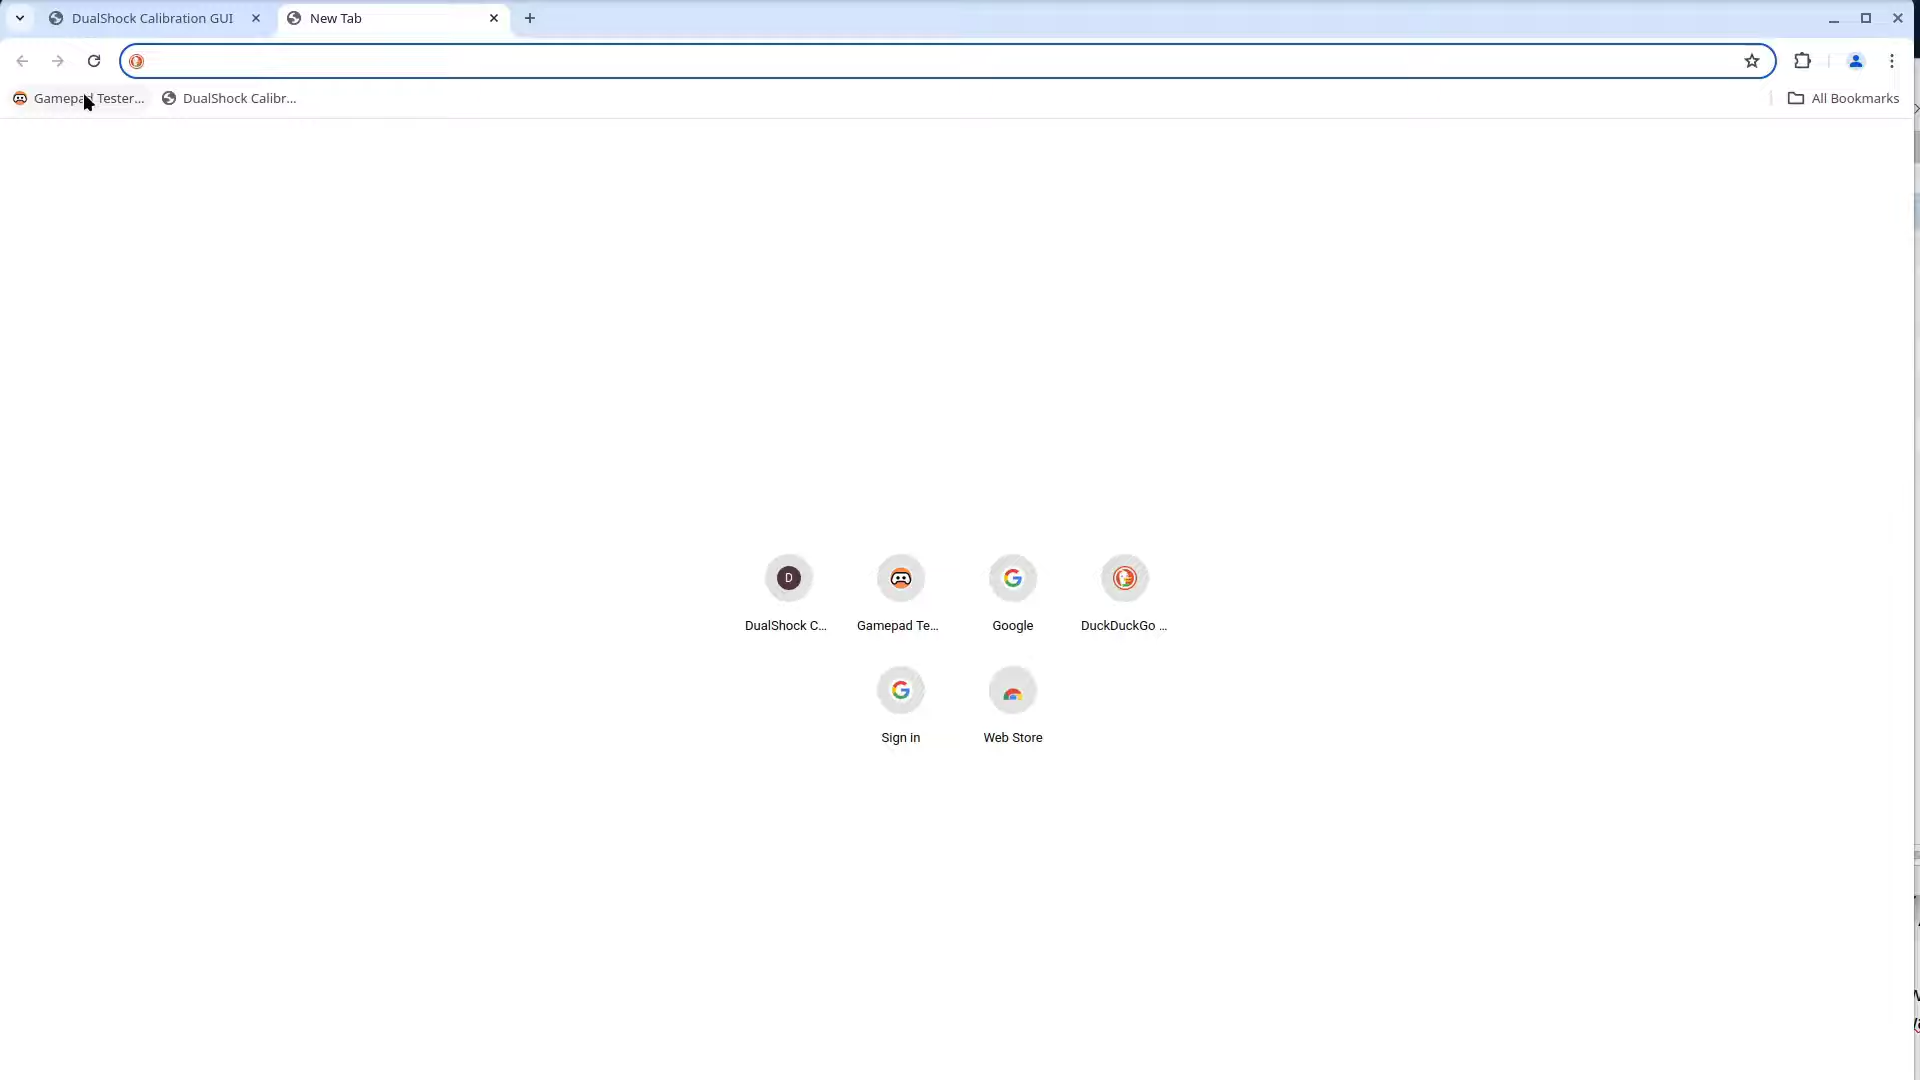 DualShock Calibration GUI
New Tab
Gamepad Tester...
DualShock Calibr...
All Bookmarks
D
DualShock C...
Gamepad Te...
Google
DuckDuckGo ...
Sign in
Web Store